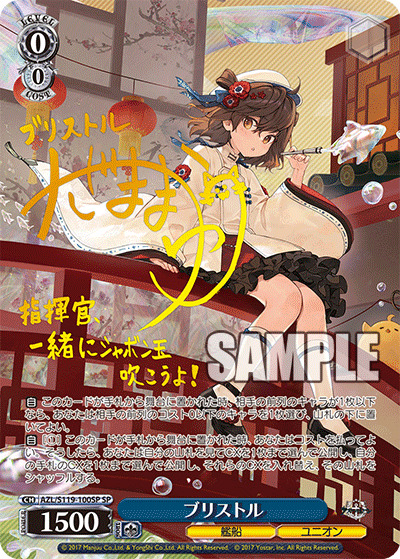 LEVEL
0
0
COST
ブリストル
指揮官、
一緒にシャボン玉
吹こうよ!
SAMPLE
自 このカードが手札から舞台に置かれた時、相手の前列のキャラが1枚以下
なら、あなたは相手の前列のコスト0以下のキャラを1枚選び、山札の下に置
いてよい。
自 【①】 このカードが手札から舞台に置かれた時、あなたはコストを払ってよ
い。そうしたら、あなたは自分の山札を見てCXを1枚まで選んで公開し、自分
の手札のCXを1枚まで選んで公開し、それらのCXを入れ替え、その山札を
シャッフルする。
CH AZL/S119-100SP SP
POWER
1500
SOUL
ブリストル
艦船
ユニオン
© 2017 Manjuu Co.,Ltd. & YongShi Co.,Ltd. All Rights Reserved. © 2017 Yostar, Inc. All Rights Reserved.